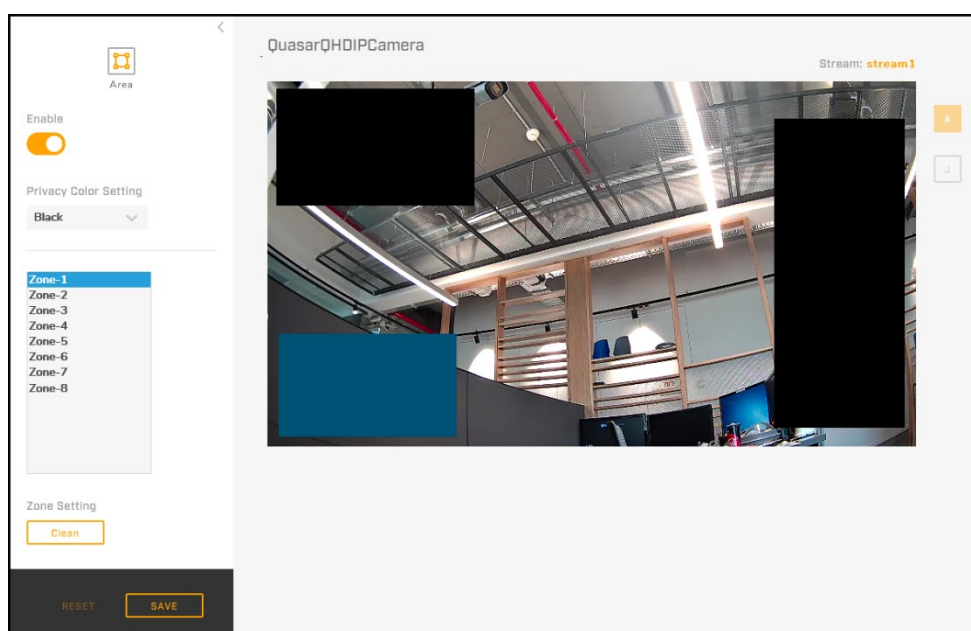 QuasarQHDIPCamera
Stream: stream1
Area
Enable
Privacy Color Setting
Black
Zone-1
Zone-2
Zone-3
Zone-4
Zone-5
Zone-6
Zone-7
Zone-8
Zone Setting
Clean
RESET
SAVE
A